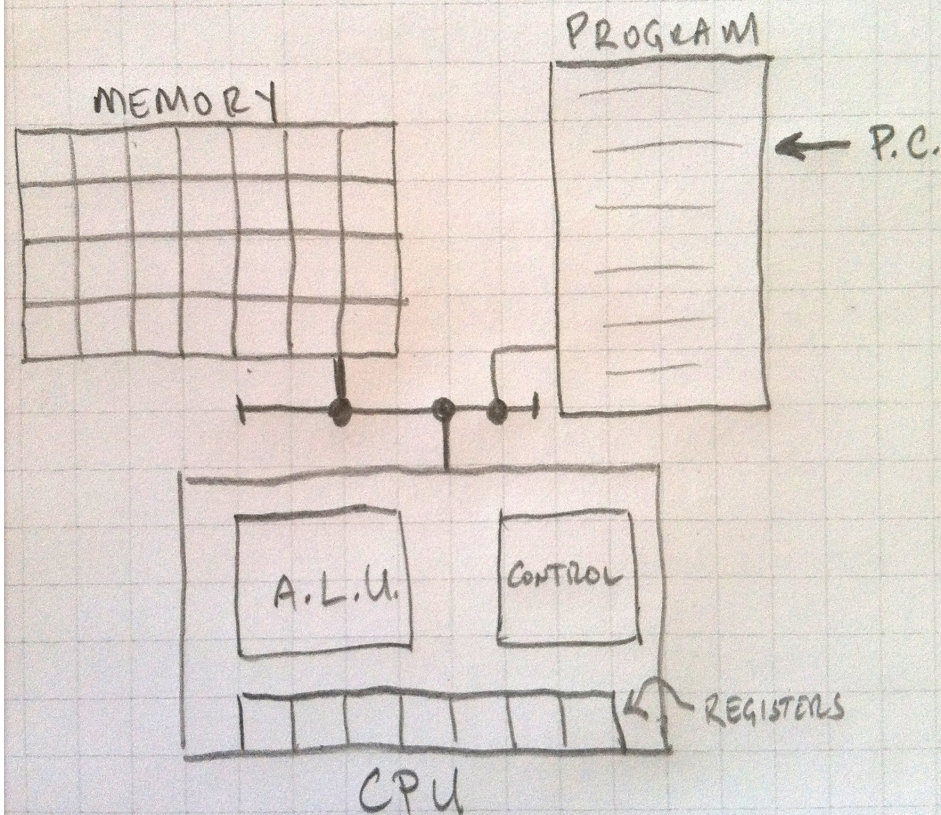 PROGRAM
MEMORY
P.C.
A.L.U.
CONTROL
REGISTERS
CPU